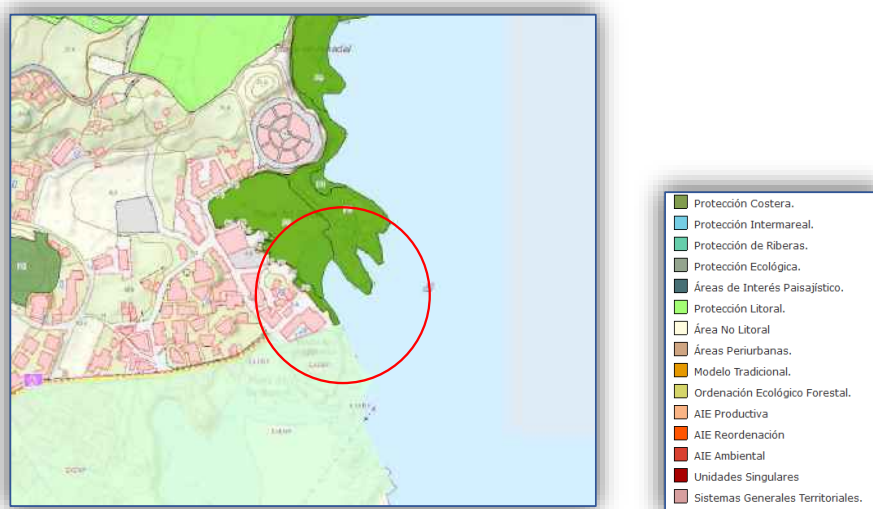 Protección Costera.
Protección Intermareal.
Protección de Riberas.
Protección Ecológica.
Áreas de Interés Paisajístico.
Protección Litoral.
Área No Litoral
Áreas Periurbanas.
Modelo Tradicional.
Ordenación Ecológico Forestal.
AIE Productiva
AIE Reordenación
AIE Ambiental
Unidades Singulares
Sistemas Generales Territoriales.